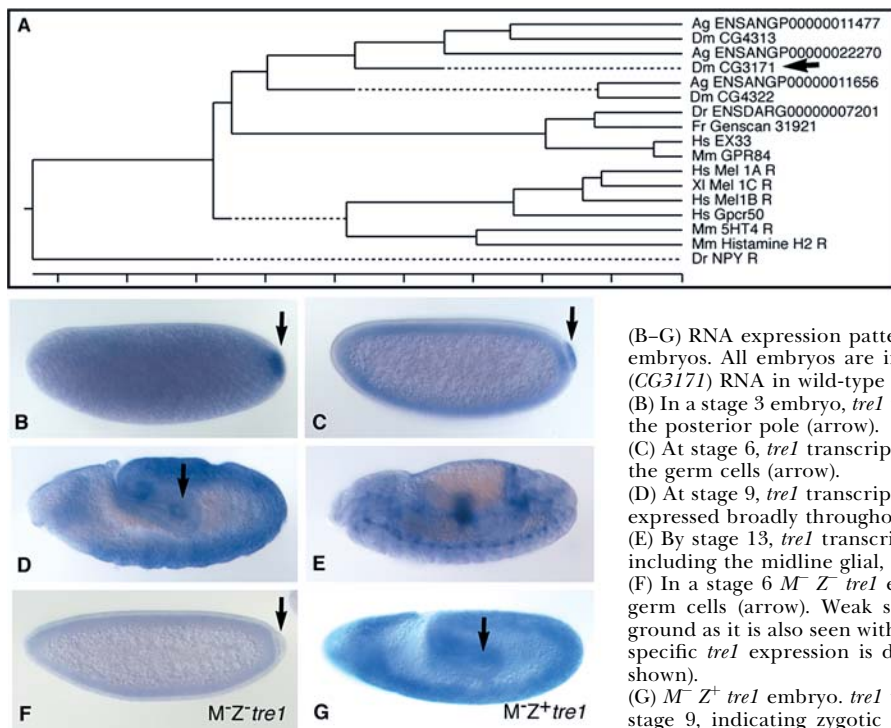 A
Ag ENSANGP00000011477
Dm CG4313
Ag ENSANGP00000022270
Dm CG3171
Ag ENSANGP00000011656
Dm CG4322
Dr ENSDARG00000007201
Fr Genscan 31921
Hs EX33
Mm GPR84
Hs Mel 1A R
Xl Mel 1C R
Hs Mel1B R
Hs Gpcr50
Mm 5HT4 R
Mm Histamine H2 R
Dr NPY R
B
C
D
E
F
M⁻Z⁻tre1
G
M⁻Z⁺tre1
(B–G) RNA expression patte
embryos. All embryos are i
(CG3171) RNA in wild-type
(B) In a stage 3 embryo, tre1
the posterior pole (arrow).
(C) At stage 6, tre1 transcrip
the germ cells (arrow).
(D) At stage 9, tre1 transcrip
expressed broadly througho
(E) By stage 13, tre1 transcri
including the midline glial,
(F) In a stage 6 M⁻ Z⁻ tre1 e
germ cells (arrow). Weak s
ground as it is also seen with
specific tre1 expression is d
shown).
(G) M⁻ Z⁺ tre1 embryo. tre1
stage 9, indicating zygotic